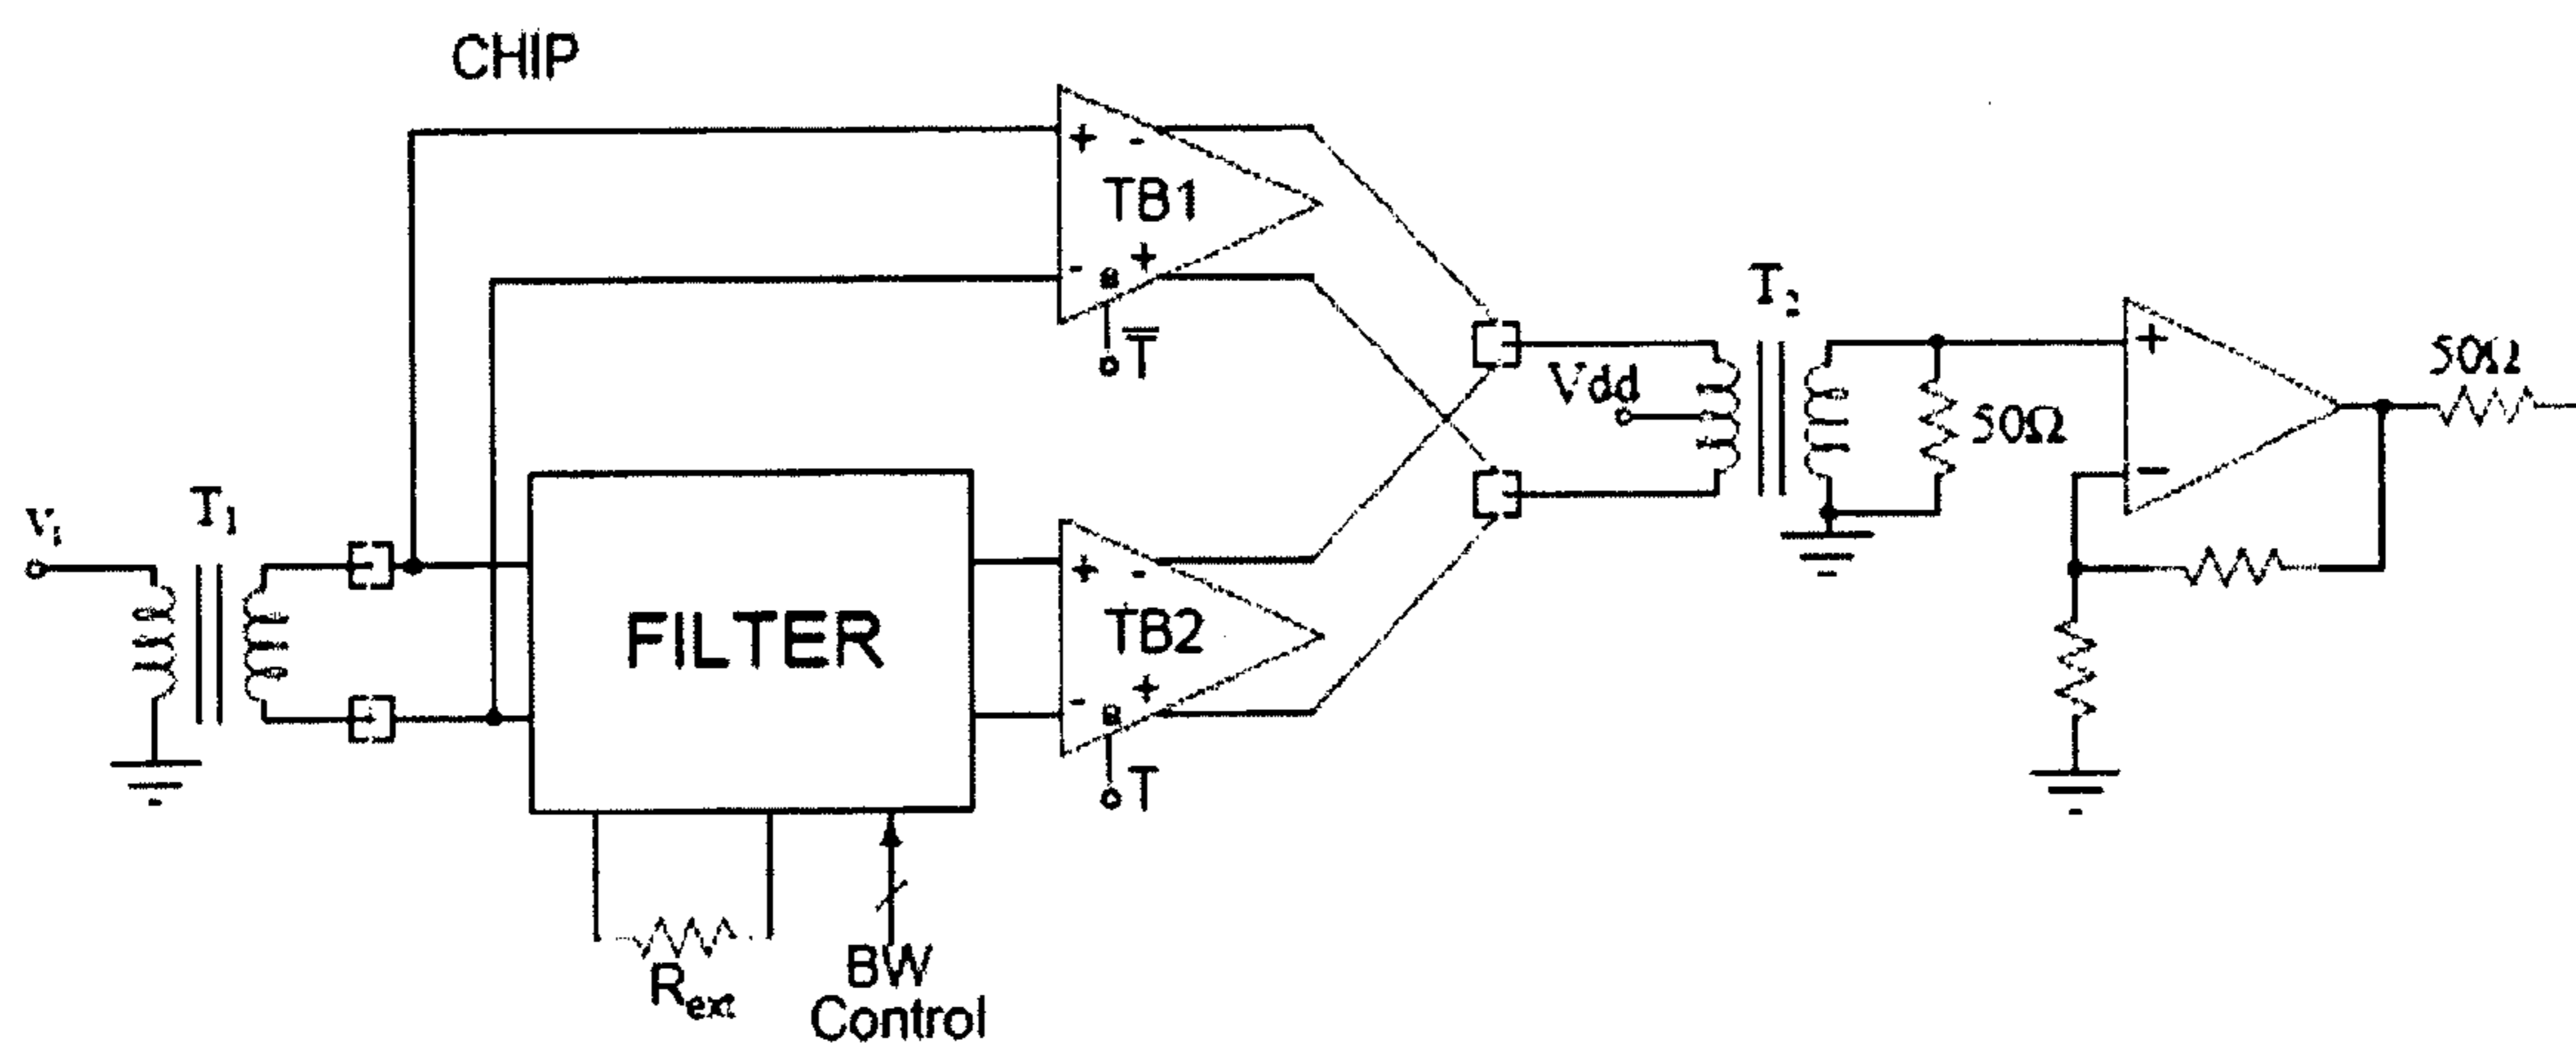 CHIP
+ -
TB1
- +
T̅
T₂
Vdd
50Ω
+
-
50Ω
vᵢ
T₁
FILTER
+ -
TB2
- +
T
Rₑₓₜ
BW
Control